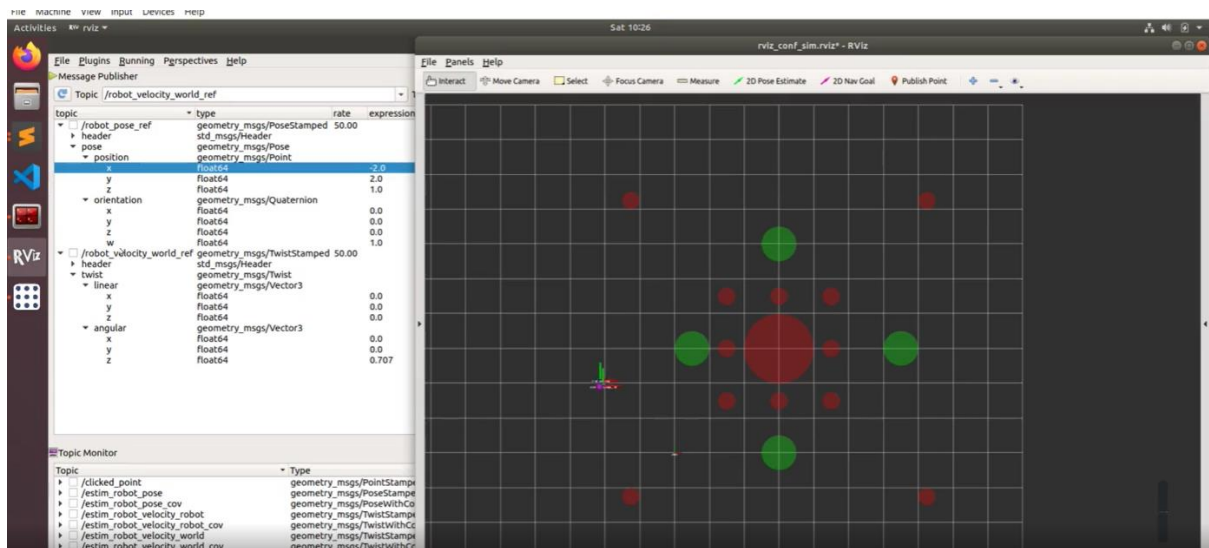 File Machine View Input Devices Help
Activities RViz rviz Sat 10:26
rviz_conf_sim.rviz* - RViz
File Plugins Running Perspectives Help
File Panels Help
Message Publisher
Interact Move Camera Select Focus Camera Measure 2D Pose Estimate 2D Nav Goal Publish Point
Topic /robot_velocity_world_ref
topic type rate expression
/robot_pose_ref geometry_msgs/PoseStamped 50.00
header std_msgs/Header
pose geometry_msgs/Pose
position geometry_msgs/Point
x float64 -2.0
y float64 2.0
z float64 1.0
orientation geometry_msgs/Quaternion
x float64 0.0
y float64 0.0
z float64 0.0
w float64 1.0
/robot_velocity_world_ref geometry_msgs/TwistStamped 50.00
header std_msgs/Header
twist geometry_msgs/Twist
linear geometry_msgs/Vector3
x float64 0.0
y float64 0.0
z float64 0.0
angular geometry_msgs/Vector3
x float64 0.0
y float64 0.0
z float64 0.707
RViz
Topic Monitor
Topic Type
/clicked_point geometry_msgs/PointStampe
/estim_robot_pose geometry_msgs/PoseStampe
/estim_robot_pose_cov geometry_msgs/PoseWithCo
/estim_robot_velocity_robot geometry_msgs/TwistStampe
/estim_robot_velocity_robot_cov geometry_msgs/TwistWithCo
/estim_robot_velocity_world geometry_msgs/TwistStampe
/estim_robot_velocity_world_cov geometry_msgs/TwistWithCo